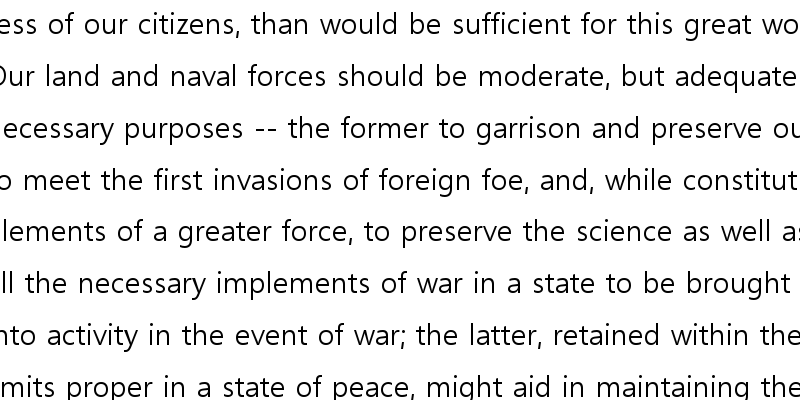 ess of our citizens, than would be sufficient for this great wo
Our land and naval forces should be moderate, but adequate
ecessary purposes -- the former to garrison and preserve ou
o meet the first invasions of foreign foe, and, while constitut
lements of a greater force, to preserve the science as well as
ll the necessary implements of war in a state to be brought
nto activity in the event of war; the latter, retained within the
mits proper in a state of peace, might aid in maintaining the